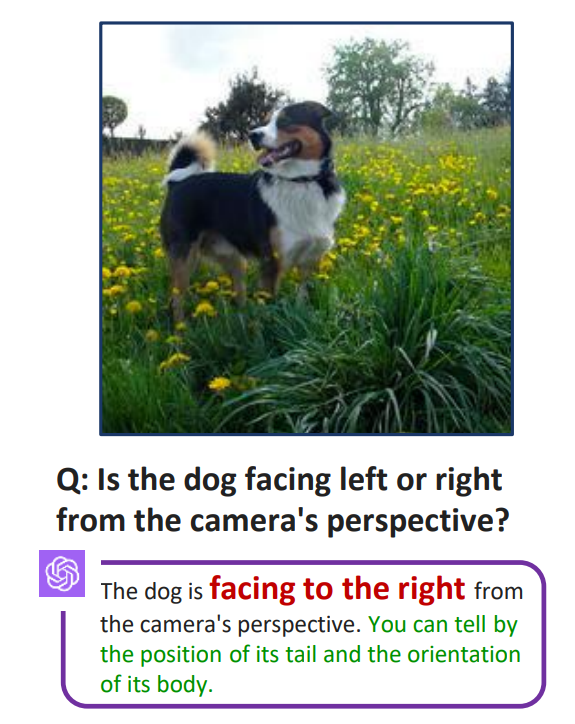 Q: Is the dog facing left or right
from the camera's perspective?
The dog is facing to the right from
the camera's perspective. You can tell by
the position of its tail and the orientation
of its body.